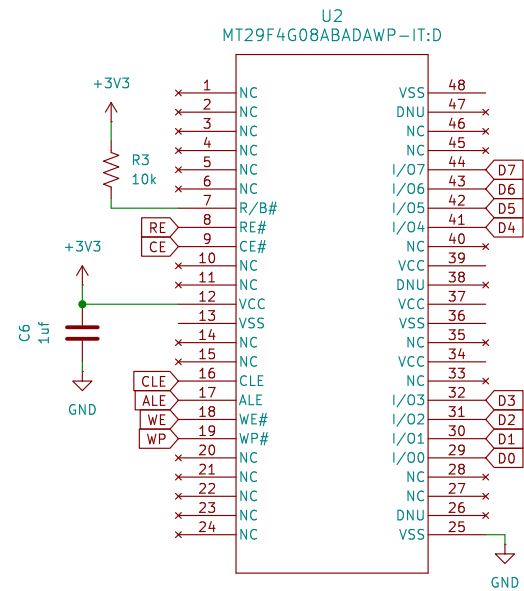 U2
MT29F4G08ABADAWP-IT:D
+3V3
R3
10k
+3V3
C6
1uf
GND
1 NC
2 NC
3 NC
4 NC
5 NC
6 NC
7 R/B#
RE 8 RE#
CE 9 CE#
10 NC
11 NC
12 VCC
13 VSS
14 NC
15 NC
CLE 16 CLE
ALE 17 ALE
WE 18 WE#
WP 19 WP#
20 NC
21 NC
22 NC
23 NC
24 NC
VSS 48
DNU 47
NC 46
NC 45
I/O7 44 D7
I/O6 43 D6
I/O5 42 D5
I/O4 41 D4
NC 40
VCC 39
DNU 38
VCC 37
VSS 36
NC 35
VCC 34
NC 33
I/O3 32 D3
I/O2 31 D2
I/O1 30 D1
I/O0 29 D0
NC 28
NC 27
DNU 26
VSS 25
GND